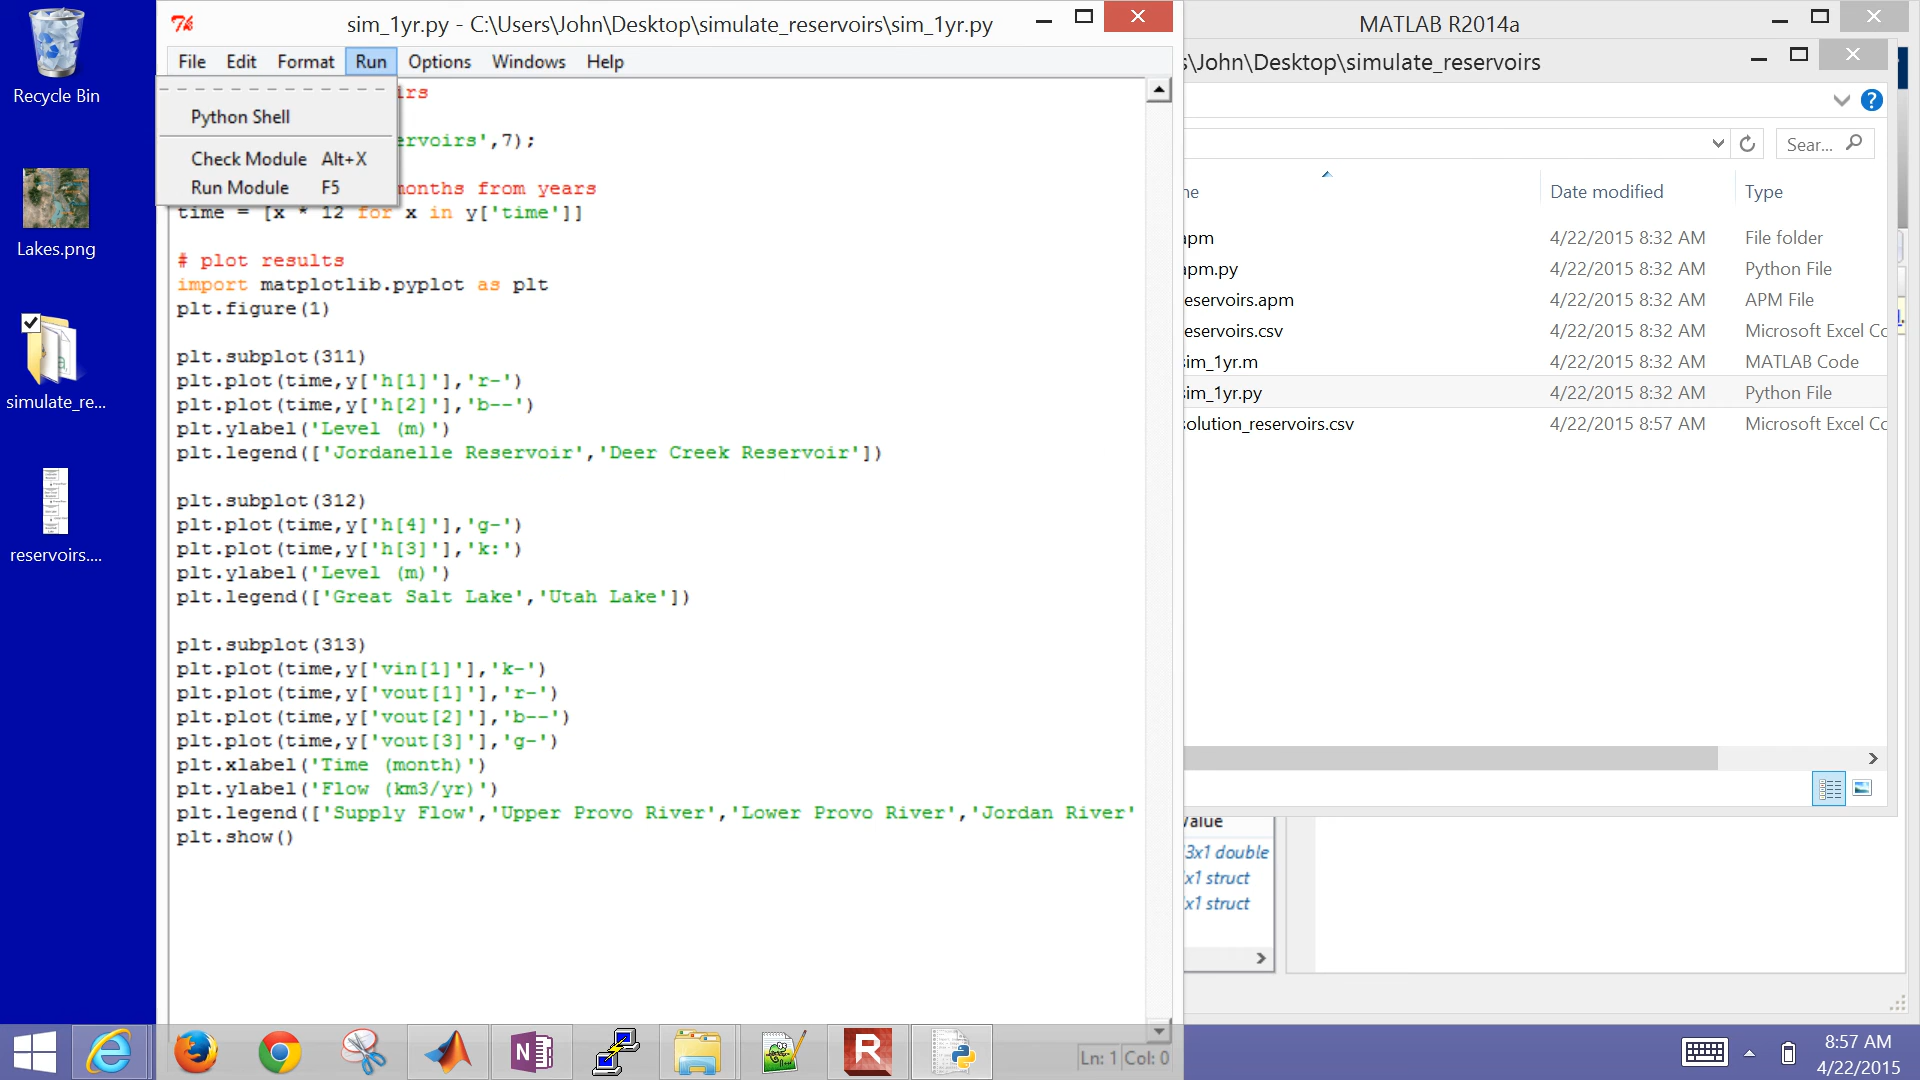 Recycle Bin
Lakes.png
simulate_re...
reservoirs....
sim_1yr.py - C:\Users\John\Desktop\simulate_reservoirs\sim_1yr.py
File Edit Format Run Options Windows Help
Python Shell
Check Module Alt+X
Run Module F5
irs
ervoirs',7);
months from years
time = [x * 12 for x in y['time']]
# plot results
import matplotlib.pyplot as plt
plt.figure(1)
plt.subplot(311)
plt.plot(time,y['h[1]'],'r-')
plt.plot(time,y['h[2]'],'b--')
plt.ylabel('Level (m)')
plt.legend(['Jordanelle Reservoir','Deer Creek Reservoir'])
plt.subplot(312)
plt.plot(time,y['h[4]'],'g-')
plt.plot(time,y['h[3]'],'k:')
plt.ylabel('Level (m)')
plt.legend(['Great Salt Lake','Utah Lake'])
plt.subplot(313)
plt.plot(time,y['vin[1]'],'k-')
plt.plot(time,y['vout[1]'],'r-')
plt.plot(time,y['vout[2]'],'b--')
plt.plot(time,y['vout[3]'],'g-')
plt.xlabel('Time (month)')
plt.ylabel('Flow (km3/yr)')
plt.legend(['Supply Flow','Upper Provo River','Lower Provo River','Jordan River'
plt.show()
Ln: 1 Col: 0
MATLAB R2014a
s\John\Desktop\simulate_reservoirs
Sear...
ne Date modified Type
apm 4/22/2015 8:32 AM File folder
apm.py 4/22/2015 8:32 AM Python File
eservoirs.apm 4/22/2015 8:32 AM APM File
eservoirs.csv 4/22/2015 8:32 AM Microsoft Excel Cc
sim_1yr.m 4/22/2015 8:32 AM MATLAB Code
sim_1yr.py 4/22/2015 8:32 AM Python File
solution_reservoirs.csv 4/22/2015 8:57 AM Microsoft Excel Cc
Value
3x1 double
x1 struct
x1 struct
8:57 AM
4/22/2015